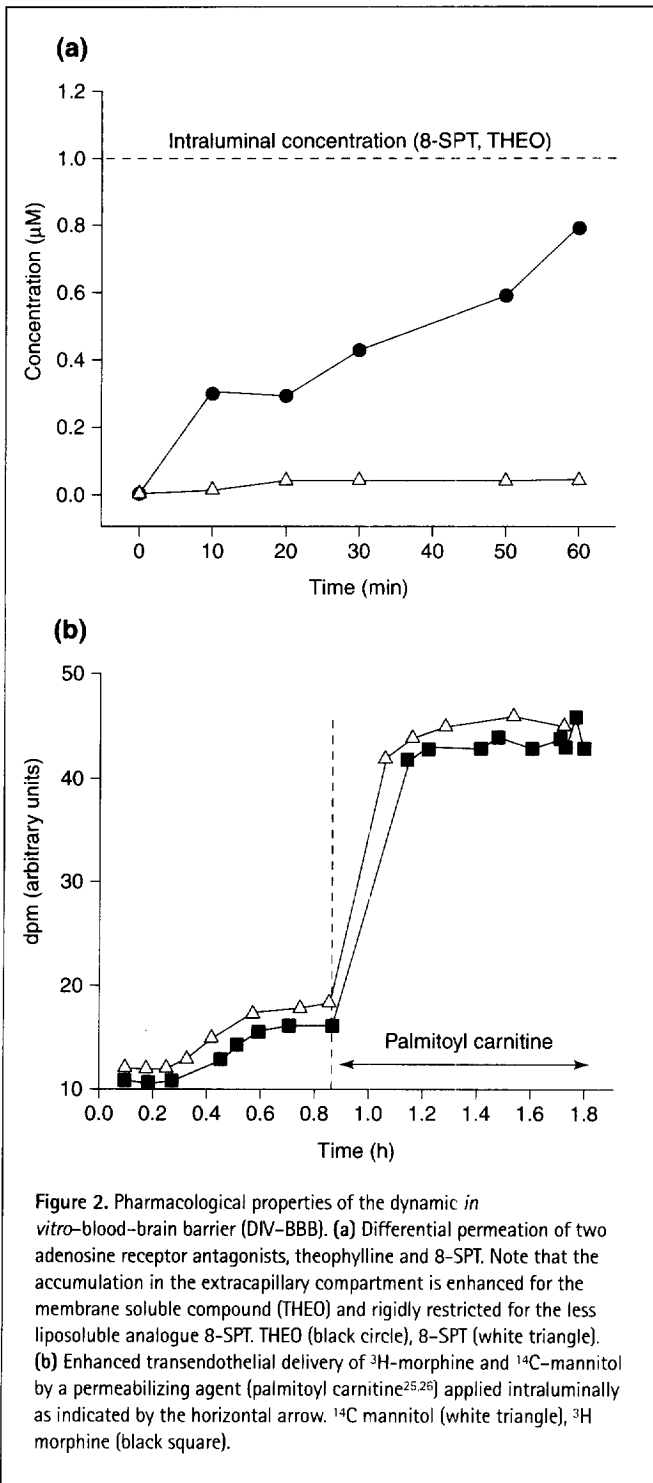 (a)
1.2
1.0
0.8
0.6
0.4
0.2
0.0
Concentration (μM)
Intraluminal concentration (8-SPT, THEO)
0 10 20 30 40 50 60
Time (min)
(b)
50
40
30
20
10
dpm (arbitrary units)
Palmitoyl carnitine
0.0 0.2 0.4 0.6 0.8 1.0 1.2 1.4 1.6 1.8
Time (h)
Figure 2. Pharmacological properties of the dynamic in
vitro-blood-brain barrier (DIV-BBB). (a) Differential permeation of two
adenosine receptor antagonists, theophylline and 8-SPT. Note that the
accumulation in the extracapillary compartment is enhanced for the
membrane soluble compound (THEO) and rigidly restricted for the less
liposoluble analogue 8-SPT. THEO (black circle), 8-SPT (white triangle).
(b) Enhanced transendothelial delivery of ³H-morphine and ¹⁴C-mannitol
by a permeabilizing agent (palmitoyl carnitine²⁵,²⁶) applied intraluminally
as indicated by the horizontal arrow. ¹⁴C mannitol (white triangle), ³H
morphine (black square).